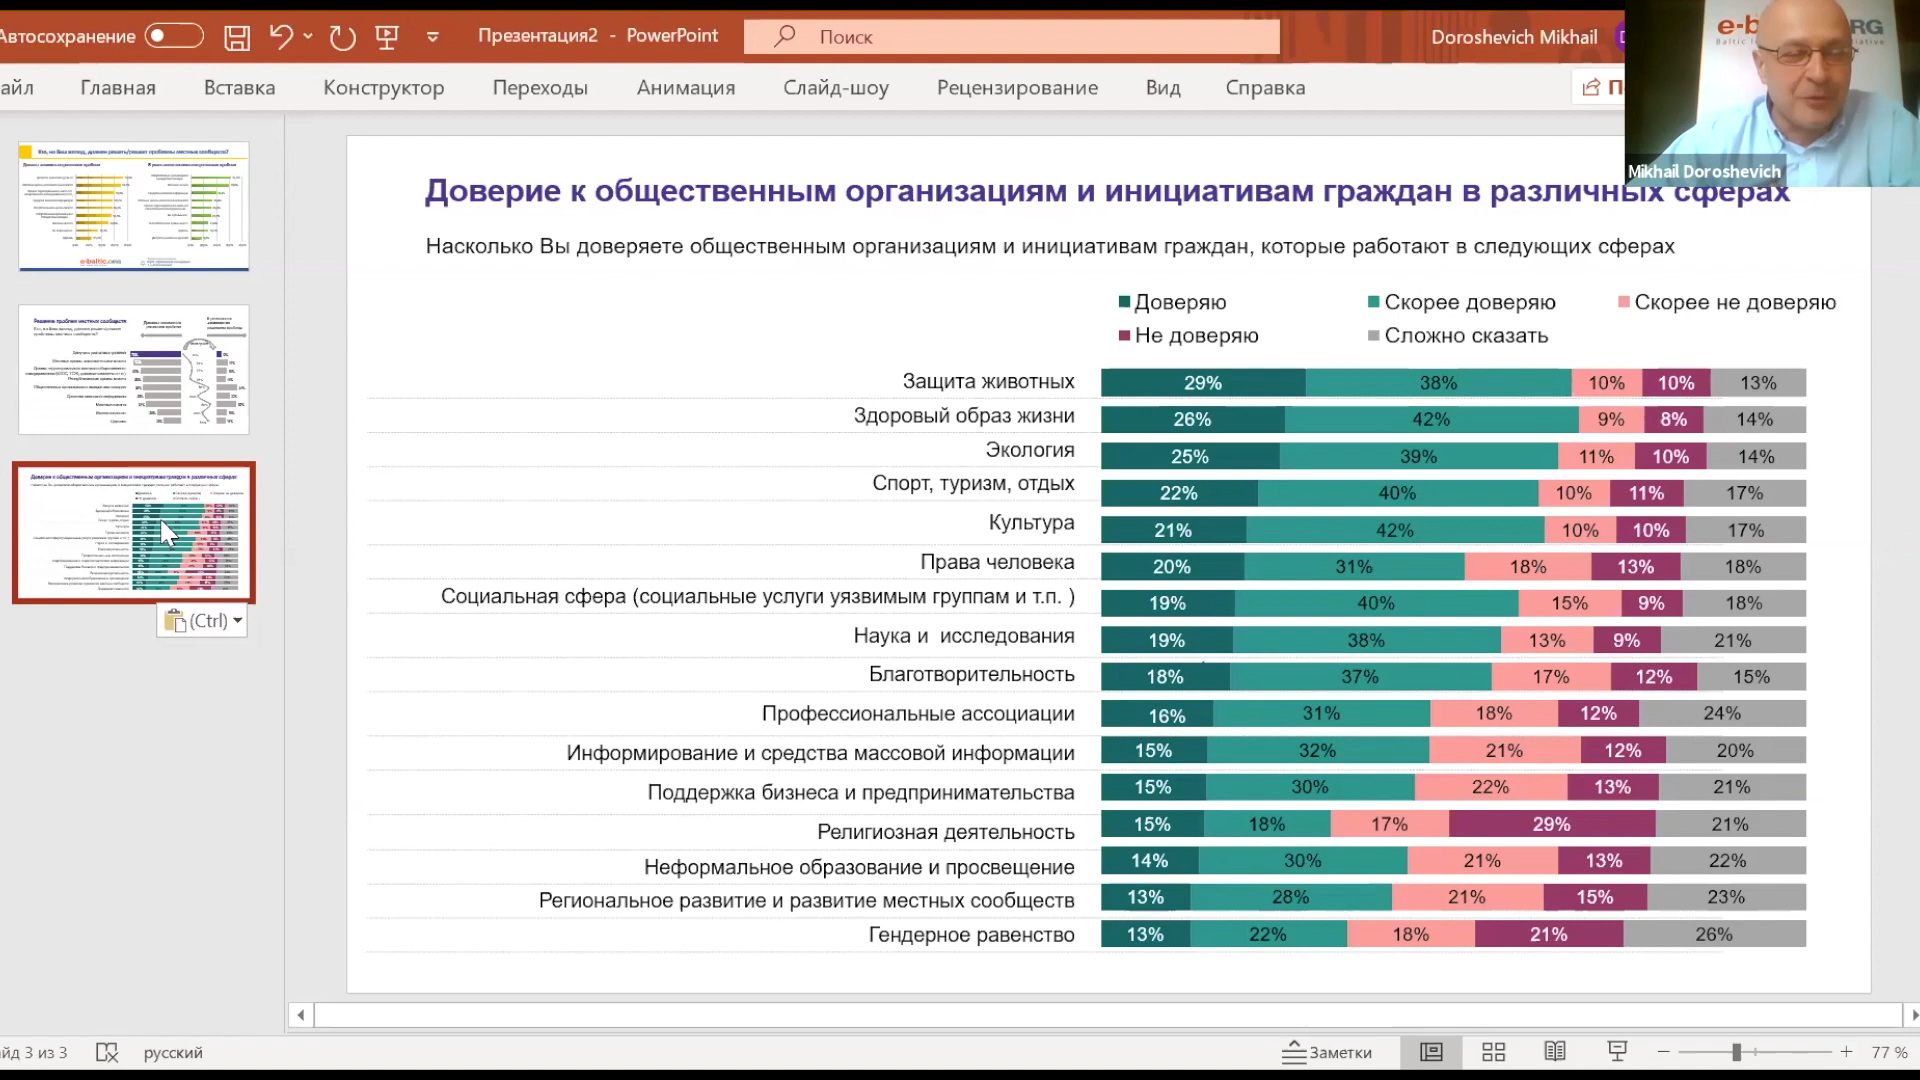 Автосохранение
Презентация2 - PowerPoint
Поиск
Doroshevich Mikhail
айл Главная Вставка Конструктор Переходы Анимация Слайд-шоу Рецензирование Вид Справка
Mikhail Doroshevich
Доверие к общественным организациям и инициативам граждан в различных сферах
Насколько Вы доверяете общественным организациям и инициативам граждан, которые работают в следующих сферах
Доверяю Скорее доверяю Скорее не доверяю
Не доверяю Сложно сказать
Защита животных 29% 38% 10% 10% 13%
Здоровый образ жизни 26% 42% 9% 8% 14%
Экология 25% 39% 11% 10% 14%
Спорт, туризм, отдых 22% 40% 10% 11% 17%
Культура 21% 42% 10% 10% 17%
Права человека 20% 31% 18% 13% 18%
Социальная сфера (социальные услуги уязвимым группам и т.п. ) 19% 40% 15% 9% 18%
Наука и исследования 19% 38% 13% 9% 21%
Благотворительность 18% 37% 17% 12% 15%
Профессиональные ассоциации 16% 31% 18% 12% 24%
Информирование и средства массовой информации 15% 32% 21% 12% 20%
Поддержка бизнеса и предпринимательства 15% 30% 22% 13% 21%
Религиозная деятельность 15% 18% 17% 29% 21%
Неформальное образование и просвещение 14% 30% 21% 13% 22%
Региональное развитие и развитие местных сообществ 13% 28% 21% 15% 23%
Гендерное равенство 13% 22% 18% 21% 26%
(Ctrl)
йд 3 из 3 русский Заметки 77 %